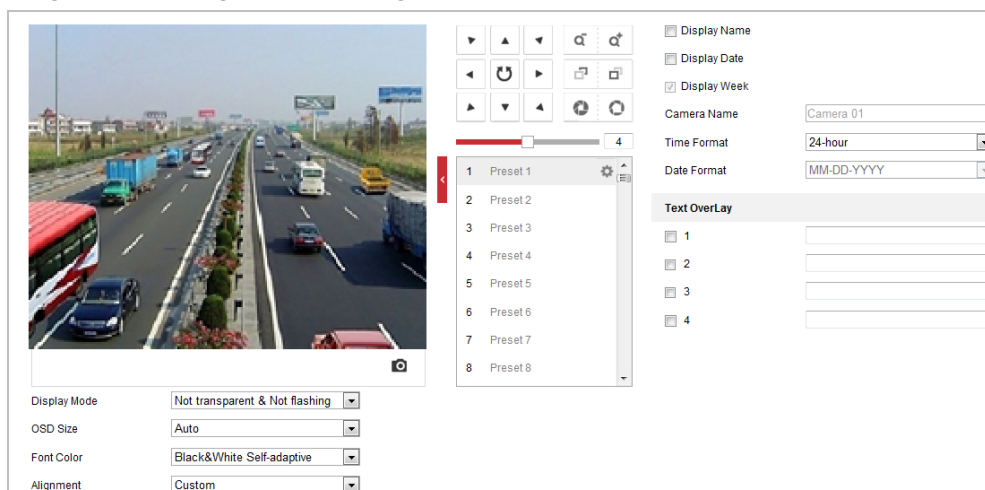 Display Name
Display Date
Display Week
Camera Name Camera 01
4
Time Format 24-hour
1 Preset 1
Date Format MM-DD-YYYY
2 Preset 2
Text OverLay
3 Preset 3
1
4 Preset 4
2
5 Preset 5
3
6 Preset 6
4
7 Preset 7
8 Preset 8
Display Mode Not transparent & Not flashing
OSD Size Auto
Font Color Black&White Self-adaptive
Alignment Custom